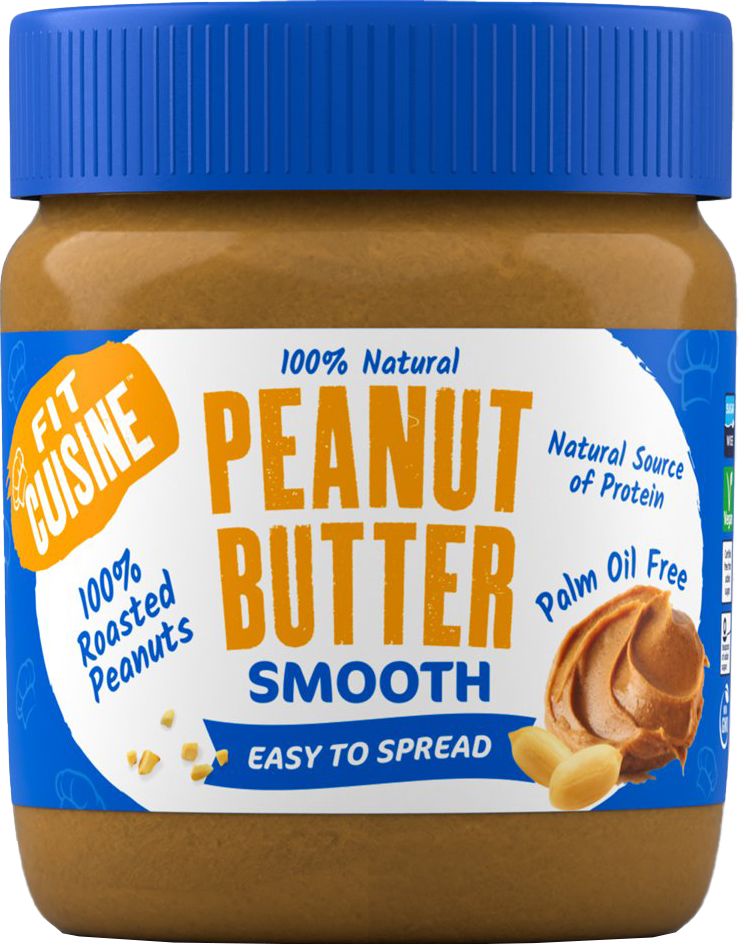 100% Natural
FIT
CUISINE™
PEANUT
BUTTER
SMOOTH
EASY TO SPREAD
100%
Roasted
Peanuts
Natural Source
of Protein
Palm Oil Free
Vegan